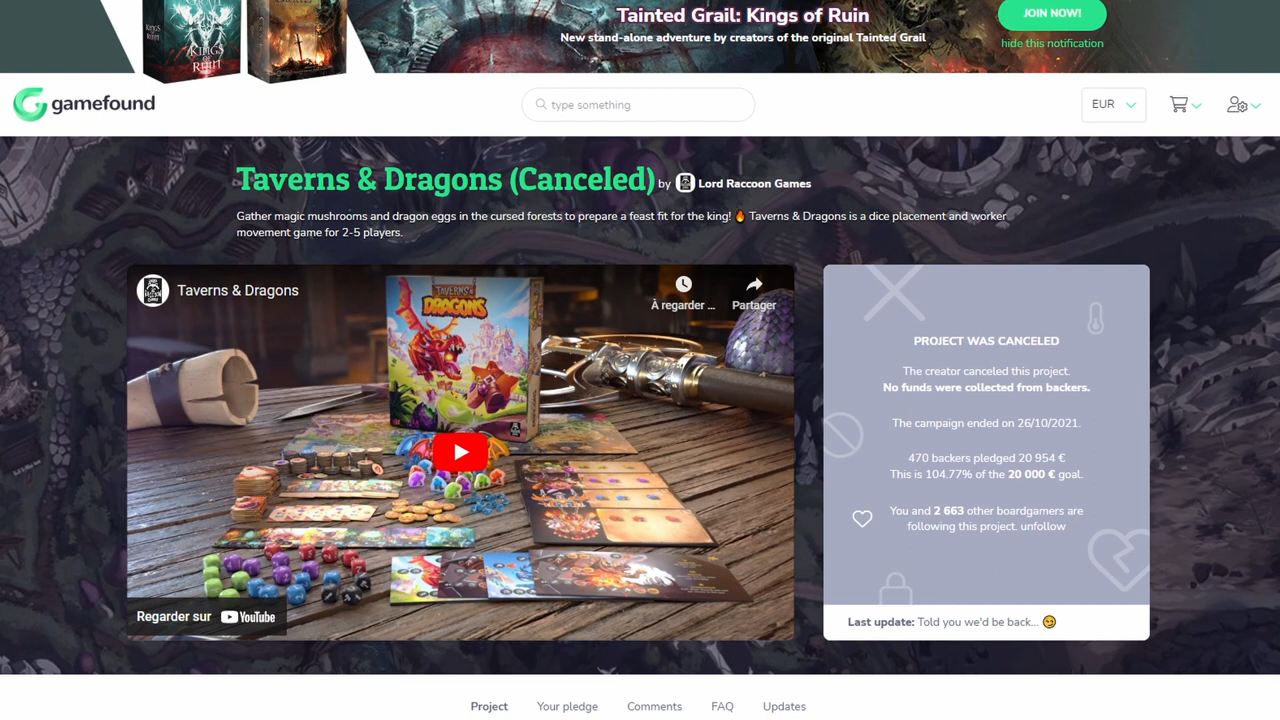 Tainted Grail: Kings of Ruin
New stand-alone adventure by creators of the original Tainted Grail
JOIN NOW!
hide this notification
KINGS
OF
RUIN
gamefound
type something
EUR
Taverns & Dragons (Canceled) by Lord Raccoon Games
Gather magic mushrooms and dragon eggs in the cursed forests to prepare a feast fit for the king! 🔥 Taverns & Dragons is a dice placement and worker
movement game for 2-5 players.
Taverns & Dragons
À regarder ...
Partager
TAVERNS &
DRAGONS
Regarder sur YouTube
PROJECT WAS CANCELED
The creator canceled this project.
No funds were collected from backers.
The campaign ended on 26/10/2021.
470 backers pledged 20 954 €
This is 104.77% of the 20 000 € goal.
You and 2 663 other boardgamers are
following this project. unfollow
Last update: Told you we'd be back... 😉
Project
Your pledge
Comments
FAQ
Updates